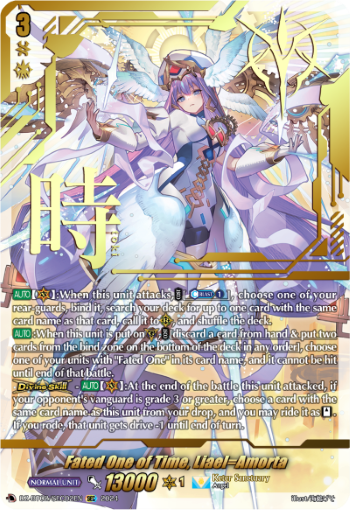 3
時
AUTO :When this unit attacks, -1, choose one of your
rear-guards, bind it, search your deck for up to one card with the same
card name as that card, call it to , and shuffle the deck.
AUTO :When this unit is put on , discard a card from hand & put two
cards from the bind zone on the bottom of the deck in any order], choose
one of your units with "Fated One" in its card name, and it cannot be hit
until end of that battle.
Divine Skill - AUTO :At the end of the battle this unit attacked, if
your opponent's vanguard is grade 3 or greater, choose a card with the
same card name as this unit from your drop, and you may ride it as .
If you rode, that unit gets drive -1 until end of turn.
Fated One of Time, Liael=Amorta
NORMAL UNIT
13000
1
Keter Sanctuary
Angel